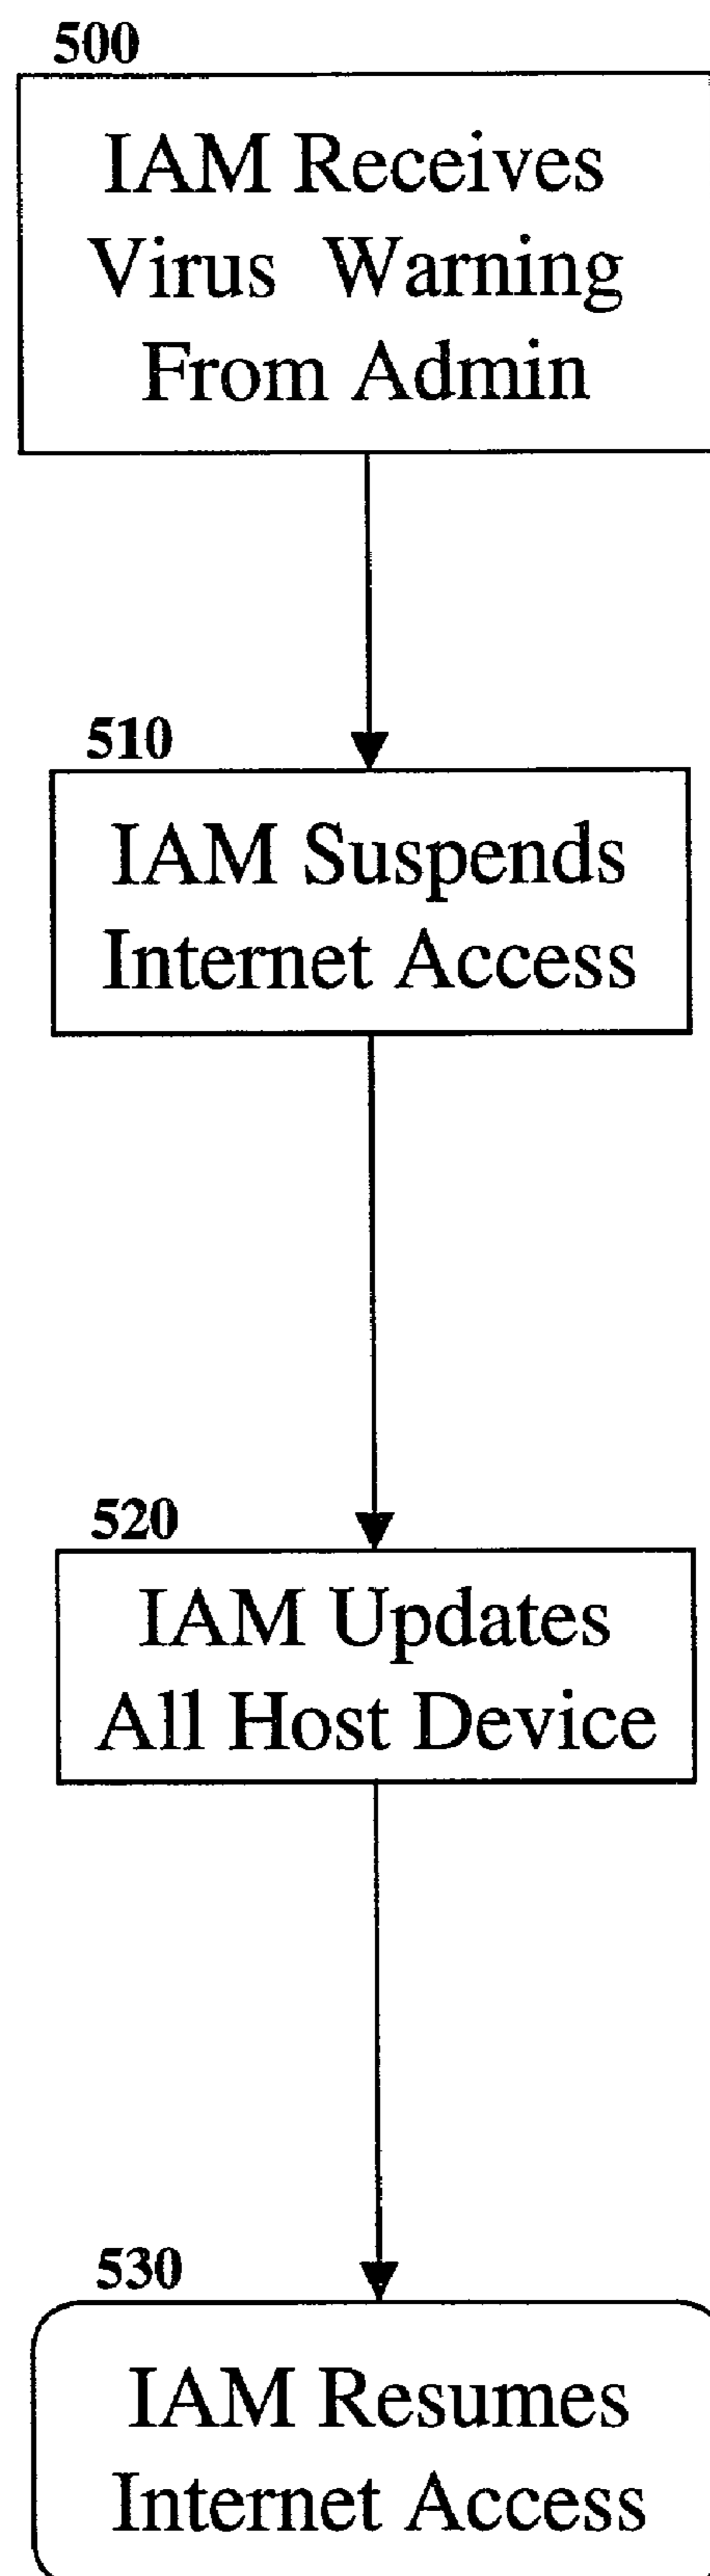 500
IAM Receives
Virus Warning
From Admin
510
IAM Suspends
Internet Access
520
IAM Updates
All Host Device
530
IAM Resumes
Internet Access